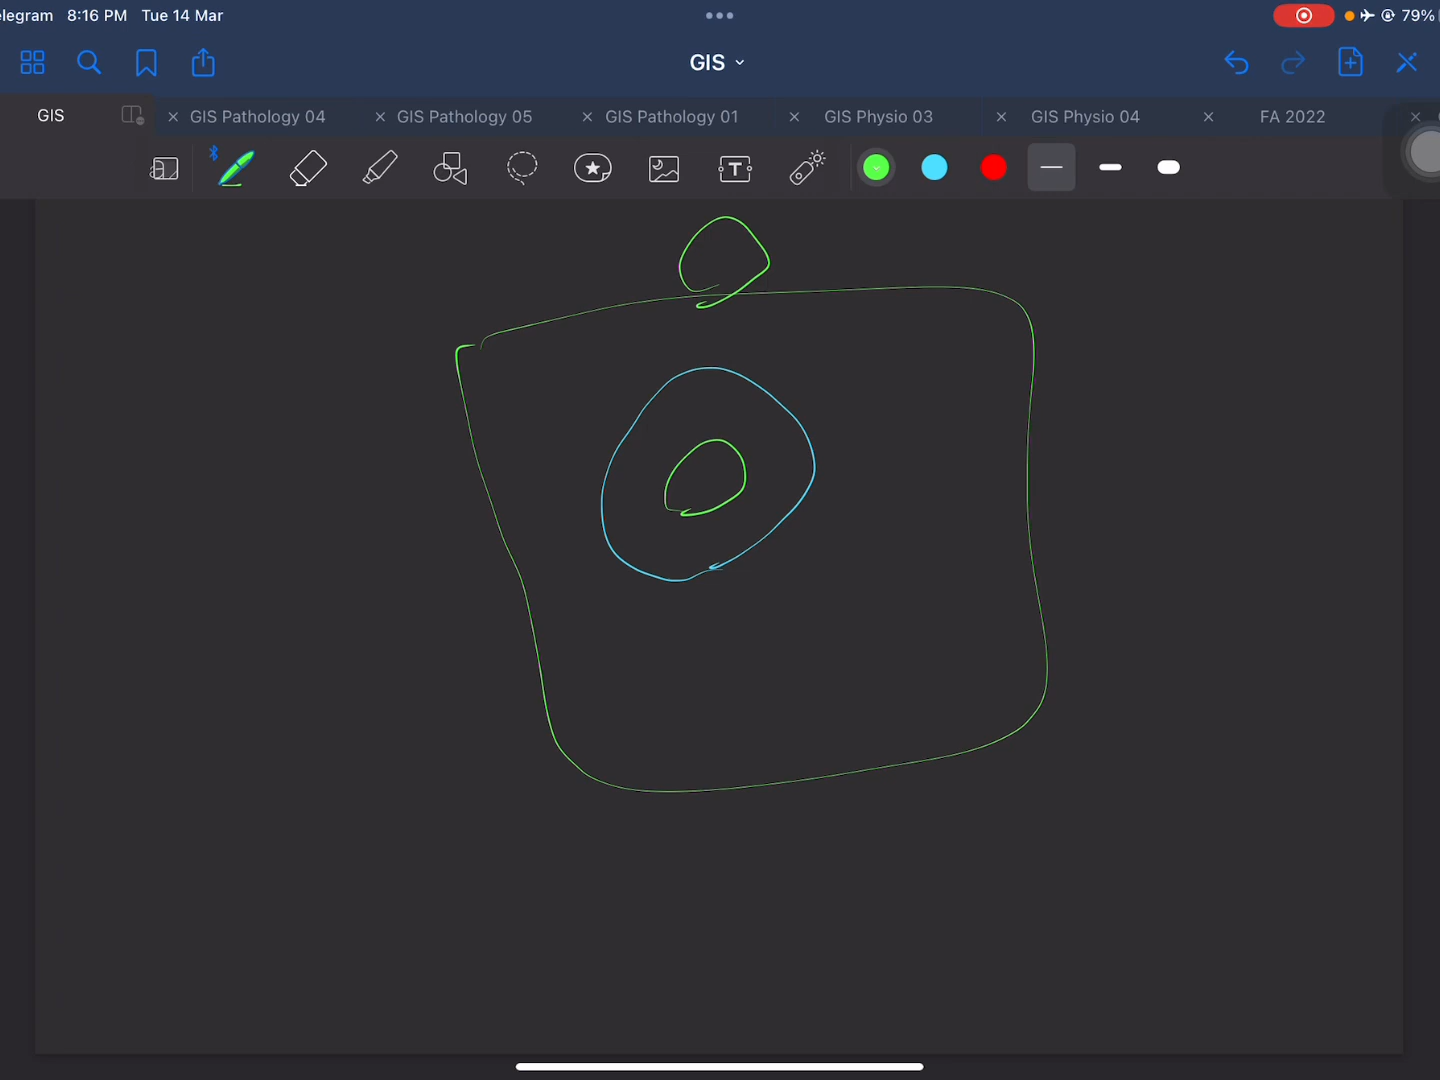 elegram 8:16 PM Tue 14 Mar 79%
GIS
GIS GIS Pathology 04 GIS Pathology 05 GIS Pathology 01 GIS Physio 03 GIS Physio 04 FA 2022
T